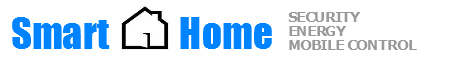 Smart Home
SECURITY
ENERGY
MOBILE CONTROL